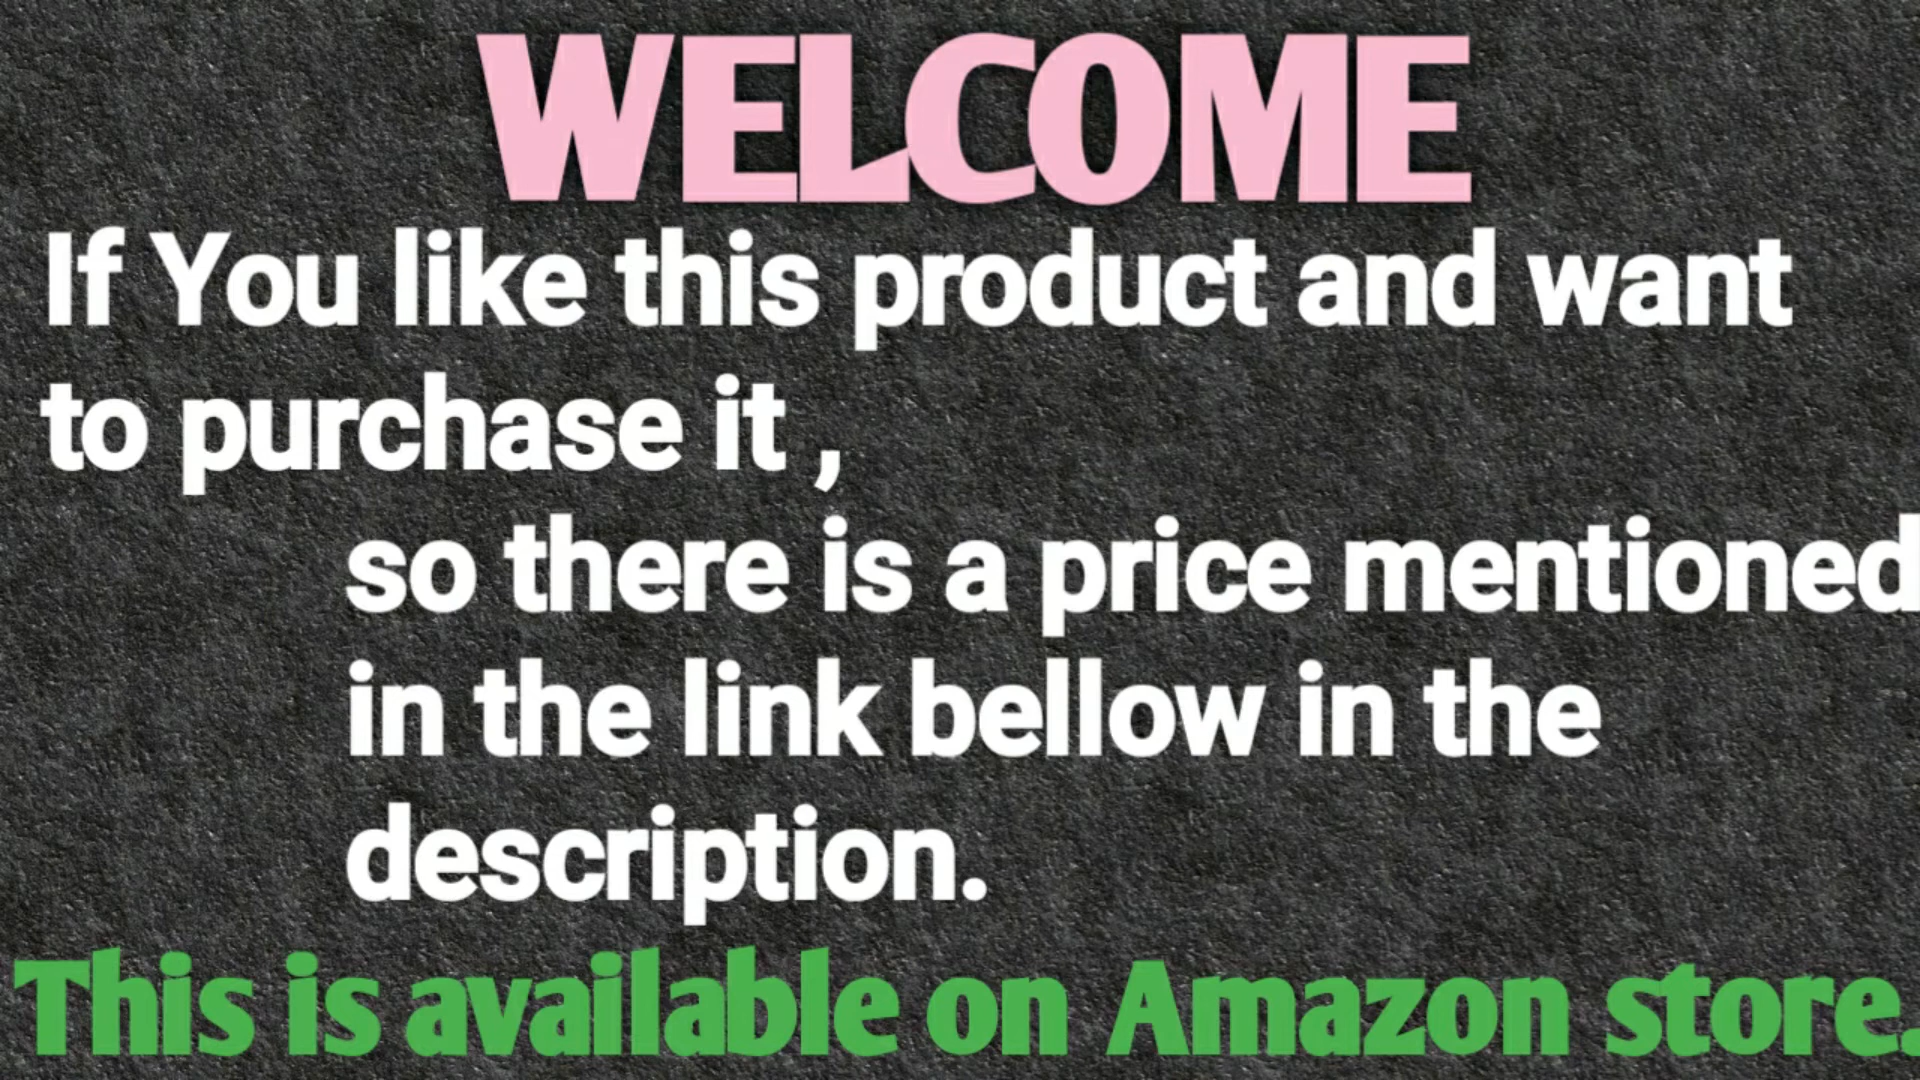 WELCOME
If You like this product and want
to purchase it ,
so there is a price mentioned
in the link bellow in the
description.
This is available on Amazon store.